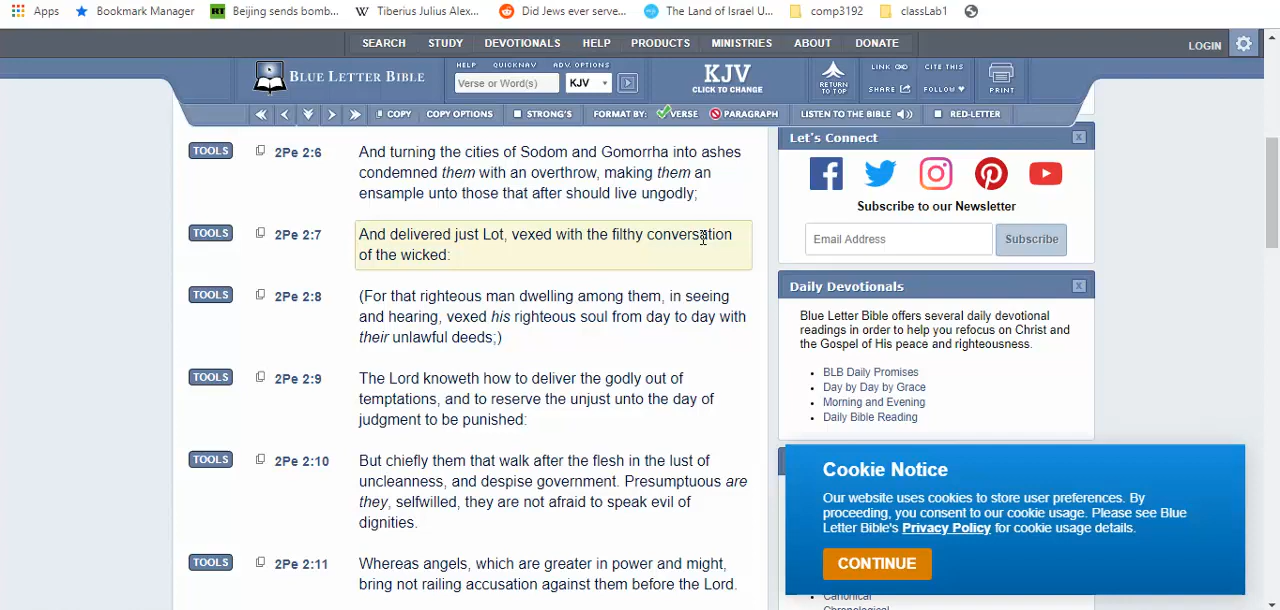 Apps Bookmark Manager RT Beijing sends bomb... W Tiberius Julius Alex... Did Jews ever serve... The Land of Israel U... comp3192 classLab1
SEARCH STUDY DEVOTIONALS HELP PRODUCTS MINISTRIES ABOUT DONATE LOGIN
BLUE LETTER BIBLE
HELP QUICKNAV ADV. OPTIONS
Verse or Word(s) KJV
KJV
CLICK TO CHANGE
RETURN
TO TOP
LINK CITE THIS
SHARE FOLLOW
PRINT
COPY COPY OPTIONS STRONG'S FORMAT BY: VERSE PARAGRAPH LISTEN TO THE BIBLE RED-LETTER
TOOLS 2Pe 2:6 And turning the cities of Sodom and Gomorrha into ashes
condemned them with an overthrow, making them an
ensample unto those that after should live ungodly;
TOOLS 2Pe 2:7 And delivered just Lot, vexed with the filthy conversation
of the wicked:
TOOLS 2Pe 2:8 (For that righteous man dwelling among them, in seeing
and hearing, vexed his righteous soul from day to day with
their unlawful deeds;)
TOOLS 2Pe 2:9 The Lord knoweth how to deliver the godly out of
temptations, and to reserve the unjust unto the day of
judgment to be punished:
TOOLS 2Pe 2:10 But chiefly them that walk after the flesh in the lust of
uncleanness, and despise government. Presumptuous are
they, selfwilled, they are not afraid to speak evil of
dignities.
TOOLS 2Pe 2:11 Whereas angels, which are greater in power and might,
bring not railing accusation against them before the Lord.
Let's Connect x
Subscribe to our Newsletter
Email Address Subscribe
Daily Devotionals x
Blue Letter Bible offers several daily devotional
readings in order to help you refocus on Christ and
the Gospel of His peace and righteousness.
BLB Daily Promises
Day by Day by Grace
Morning and Evening
Daily Bible Reading
Cookie Notice
Our website uses cookies to store user preferences. By
proceeding, you consent to our cookie usage. Please see Blue
Letter Bible's Privacy Policy for cookie usage details.
CONTINUE
Canonical
Chronological